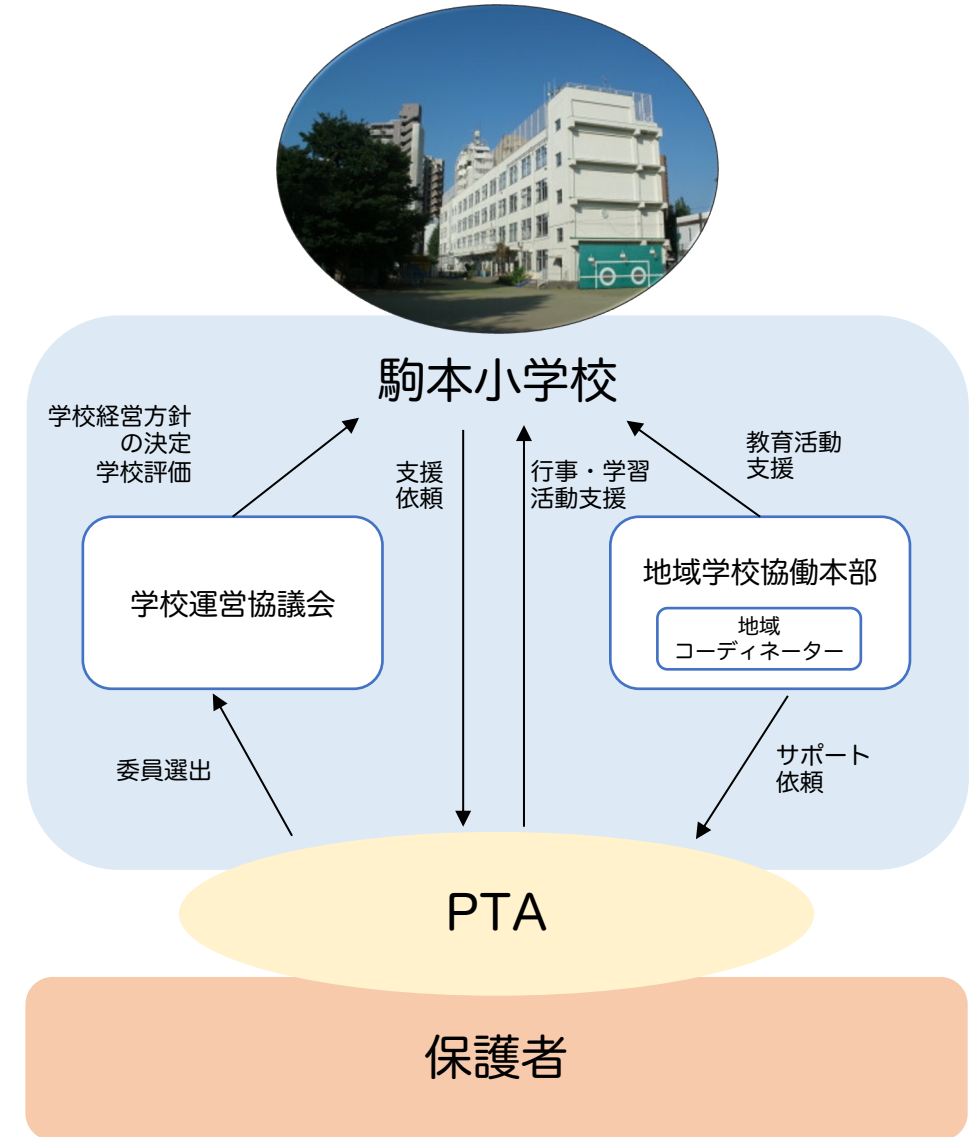 駒本小学校
学校経営方針
の決定
学校評価
支援
依頼
行事・学習
活動支援
教育活動
支援
学校運営協議会
地域学校協働本部
地域
コーディネーター
委員選出
サポート
依頼
PTA
保護者